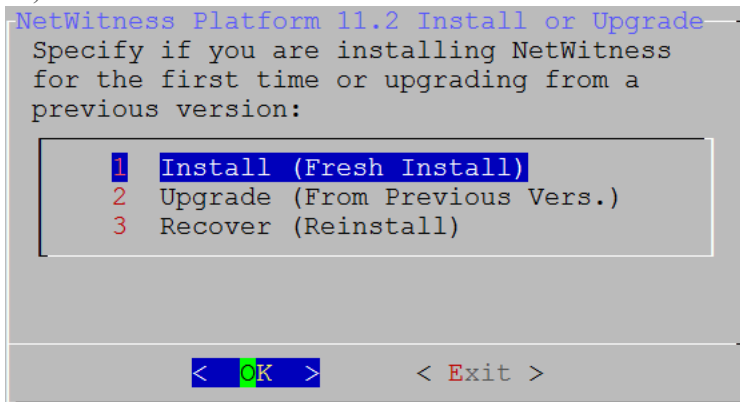 NetWitness Platform 11.2 Install or Upgrade
Specify if you are installing NetWitness
for the first time or upgrading from a
previous version:
1 Install (Fresh Install)
2 Upgrade (From Previous Vers.)
3 Recover (Reinstall)
< OK > < Exit >